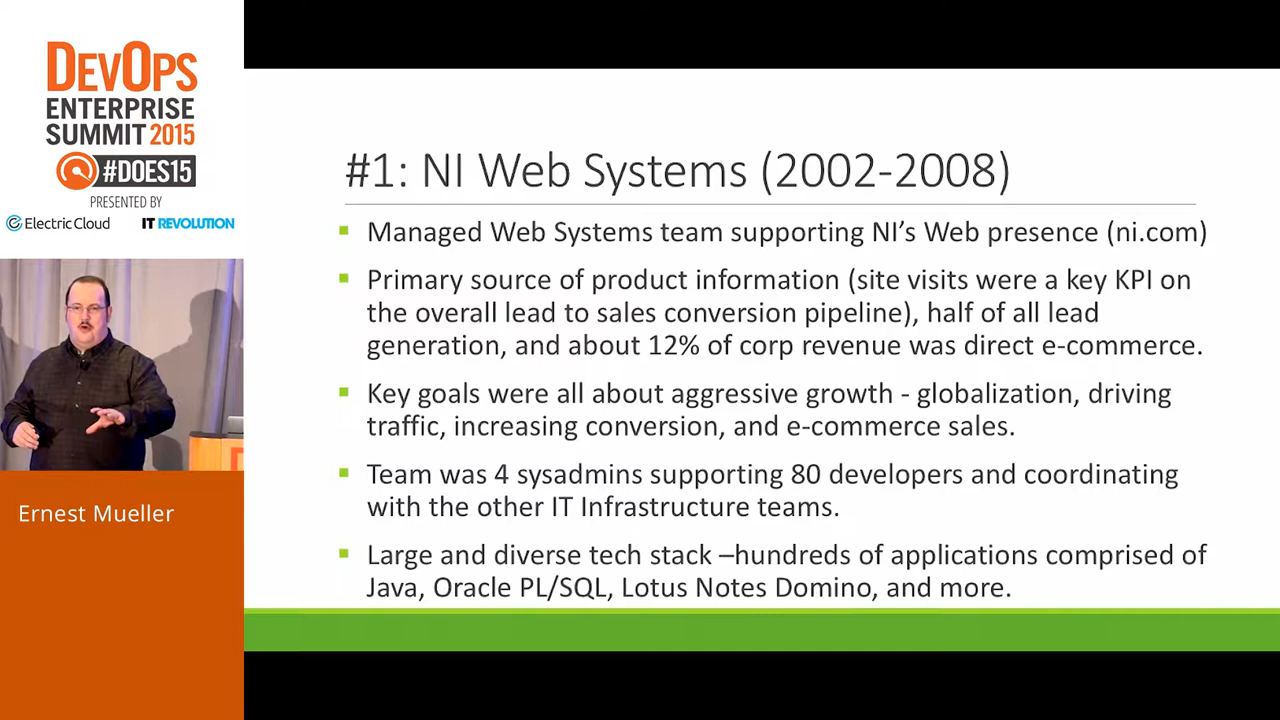 DEVOPS
ENTERPRISE
SUMMIT 2015
#DOES15
PRESENTED BY
Electric Cloud
IT REVOLUTION
Ernest Mueller
#1: NI Web Systems (2002-2008)
▪ Managed Web Systems team supporting NI’s Web presence (ni.com)
▪ Primary source of product information (site visits were a key KPI on
the overall lead to sales conversion pipeline), half of all lead
generation, and about 12% of corp revenue was direct e-commerce.
▪ Key goals were all about aggressive growth - globalization, driving
traffic, increasing conversion, and e-commerce sales.
▪ Team was 4 sysadmins supporting 80 developers and coordinating
with the other IT Infrastructure teams.
▪ Large and diverse tech stack –hundreds of applications comprised of
Java, Oracle PL/SQL, Lotus Notes Domino, and more.